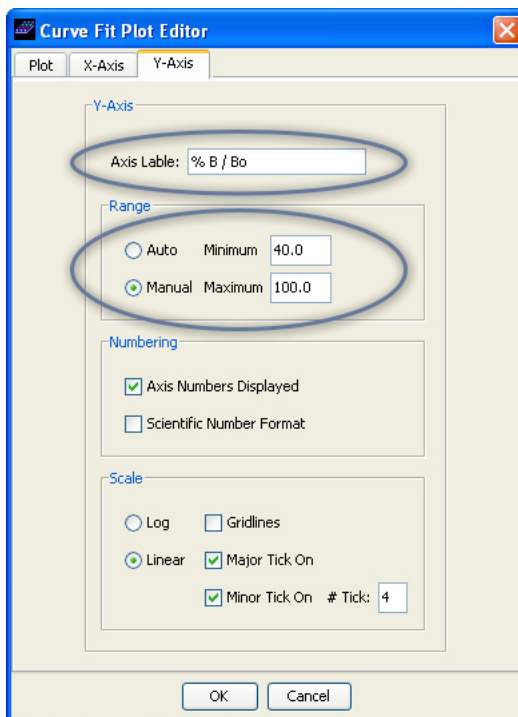 Curve Fit Plot Editor
Plot X-Axis Y-Axis
Y-Axis
Axis Lable: % B / Bo
Range
Auto Minimum 40.0
Manual Maximum 100.0
Numbering
Axis Numbers Displayed
Scientific Number Format
Scale
Log Gridlines
Linear Major Tick On
Minor Tick On # Tick: 4
OK Cancel